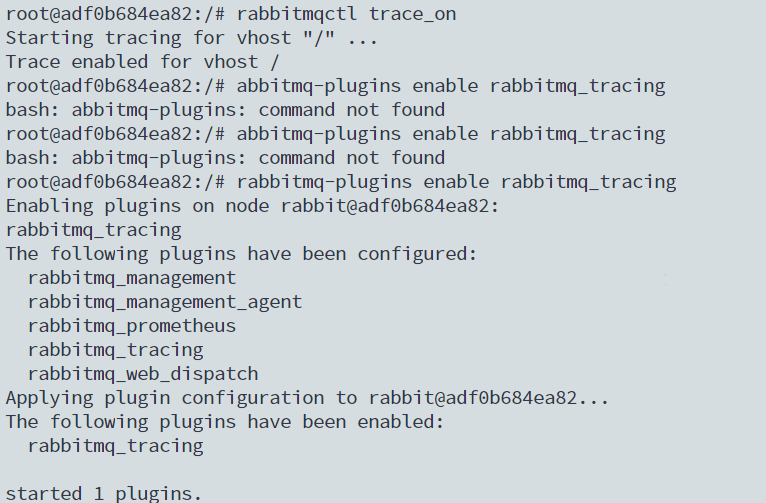 root@adf0b684ea82:/# rabbitmqctl trace_on
Starting tracing for vhost "/" ...
Trace enabled for vhost /
root@adf0b684ea82:/# abbitmq-plugins enable rabbitmq_tracing
bash: abbitmq-plugins: command not found
root@adf0b684ea82:/# abbitmq-plugins enable rabbitmq_tracing
bash: abbitmq-plugins: command not found
root@adf0b684ea82:/# rabbitmq-plugins enable rabbitmq_tracing
Enabling plugins on node rabbit@adf0b684ea82:
rabbitmq_tracing
The following plugins have been configured:
  rabbitmq_management
  rabbitmq_management_agent
  rabbitmq_prometheus
  rabbitmq_tracing
  rabbitmq_web_dispatch
Applying plugin configuration to rabbit@adf0b684ea82...
The following plugins have been enabled:
  rabbitmq_tracing

started 1 plugins.